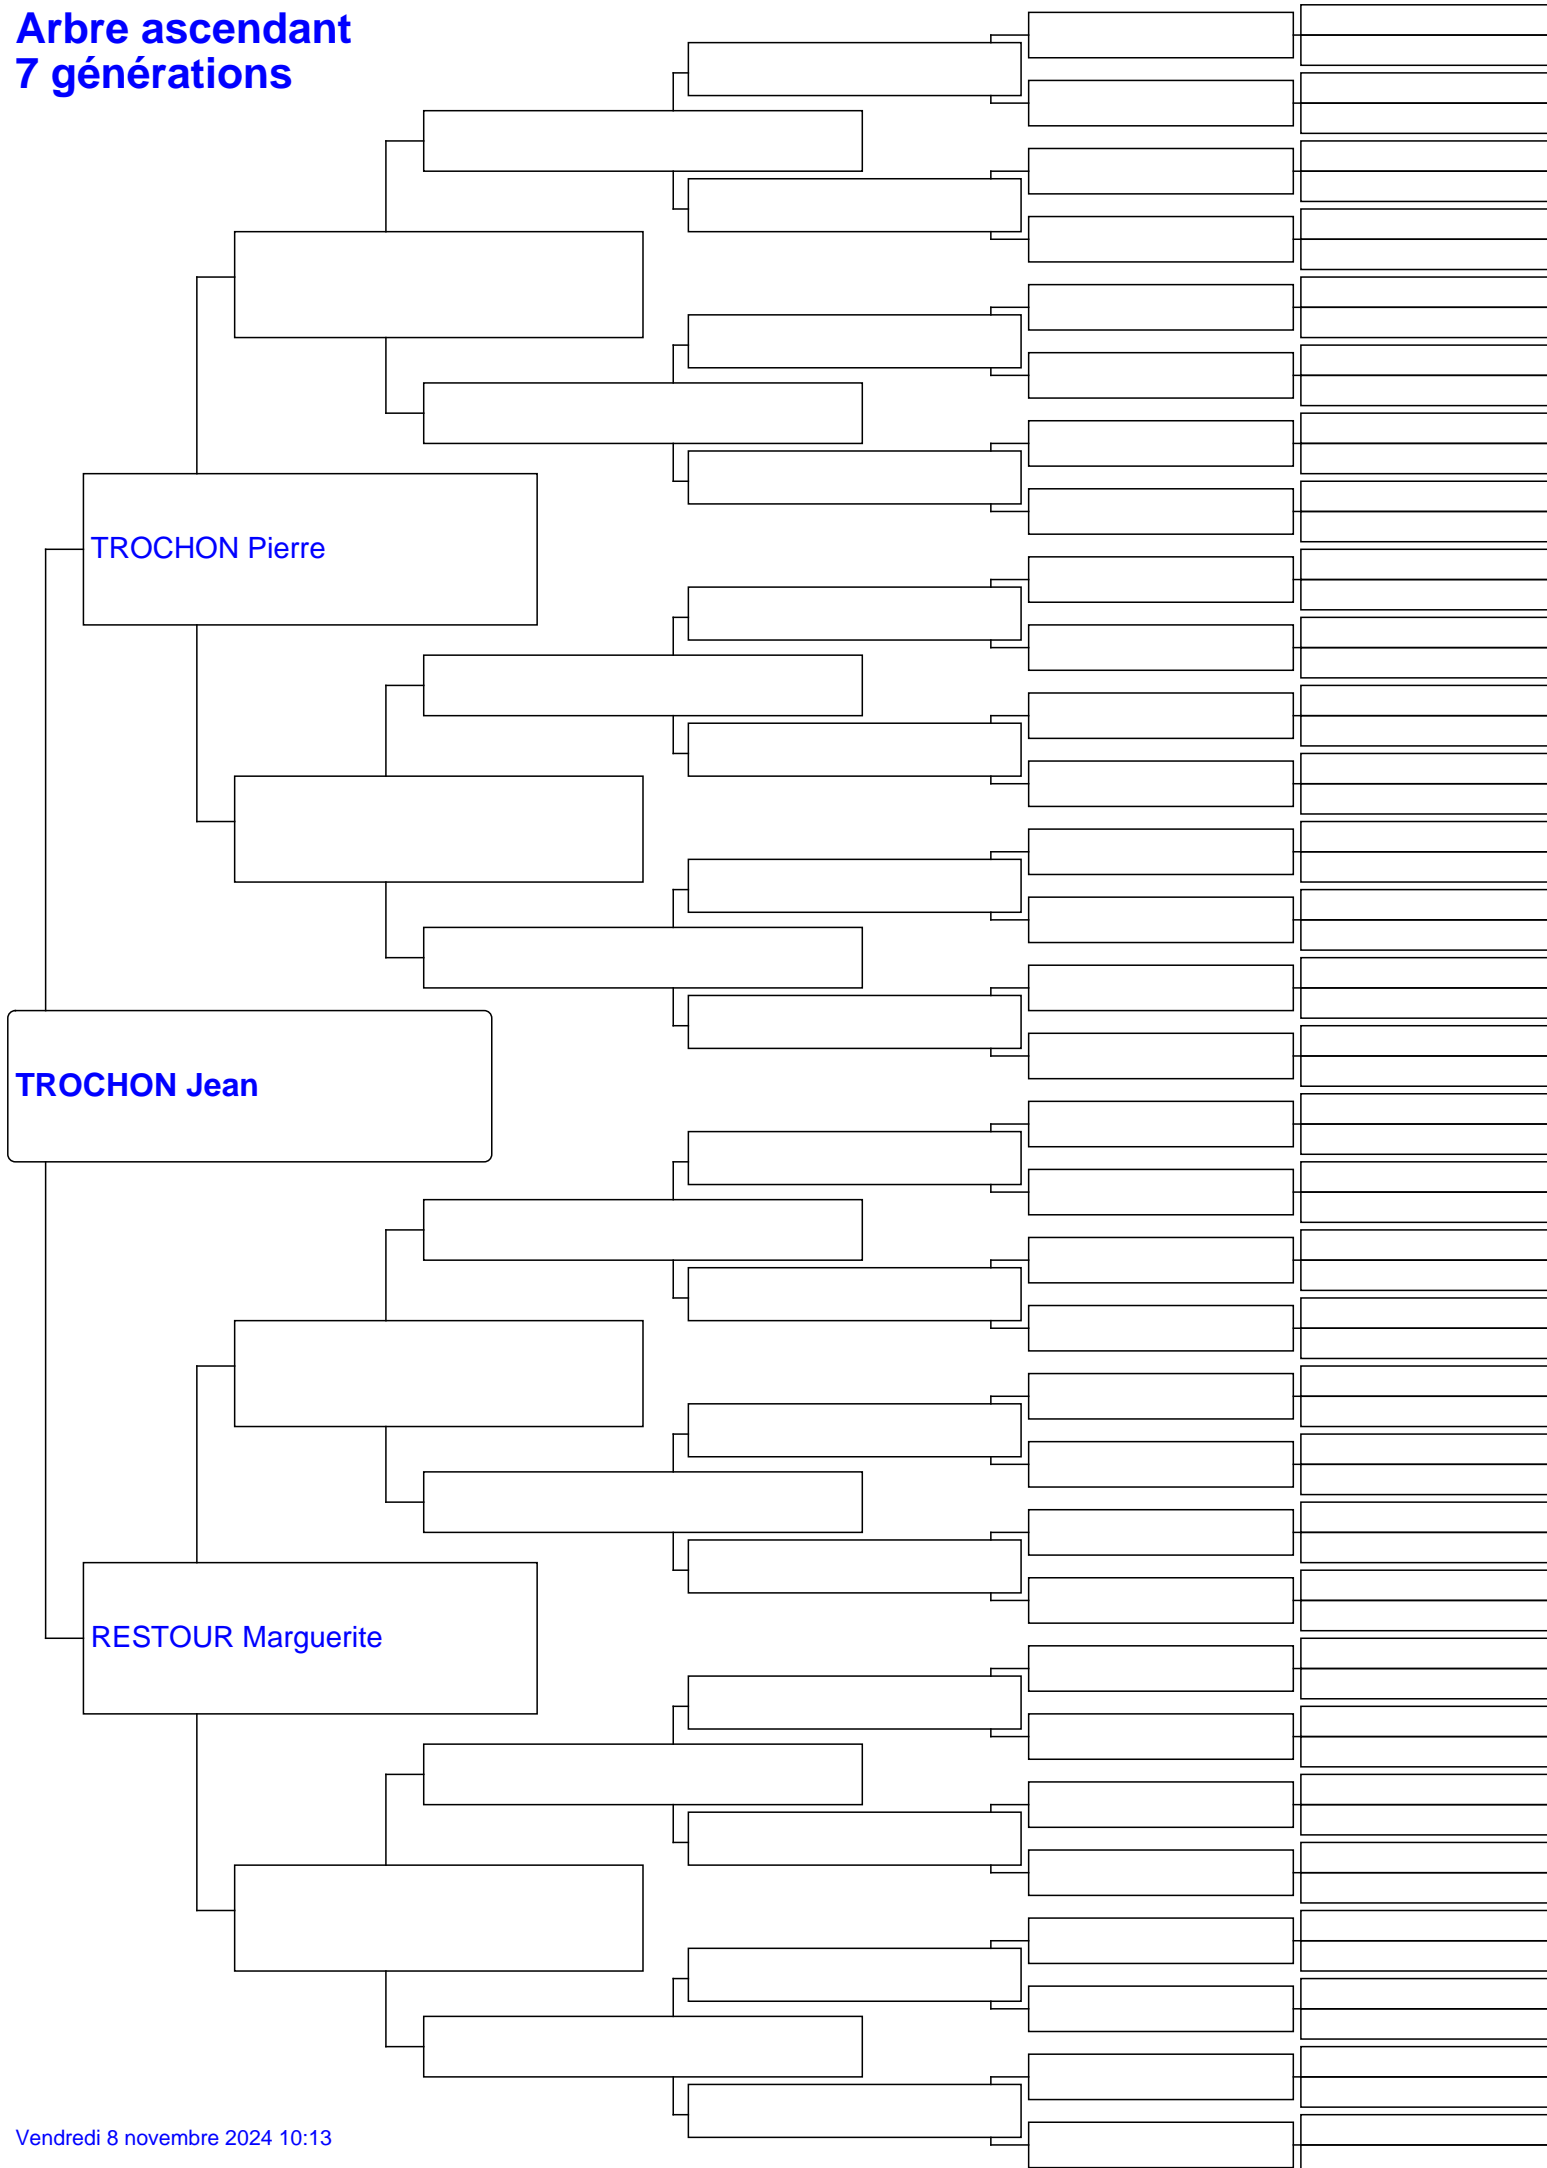 Arbre ascendant
7 générations
TROCHON Pierre
TROCHON Jean
RESTOUR Marguerite
Vendredi 8 novembre 2024 10:13